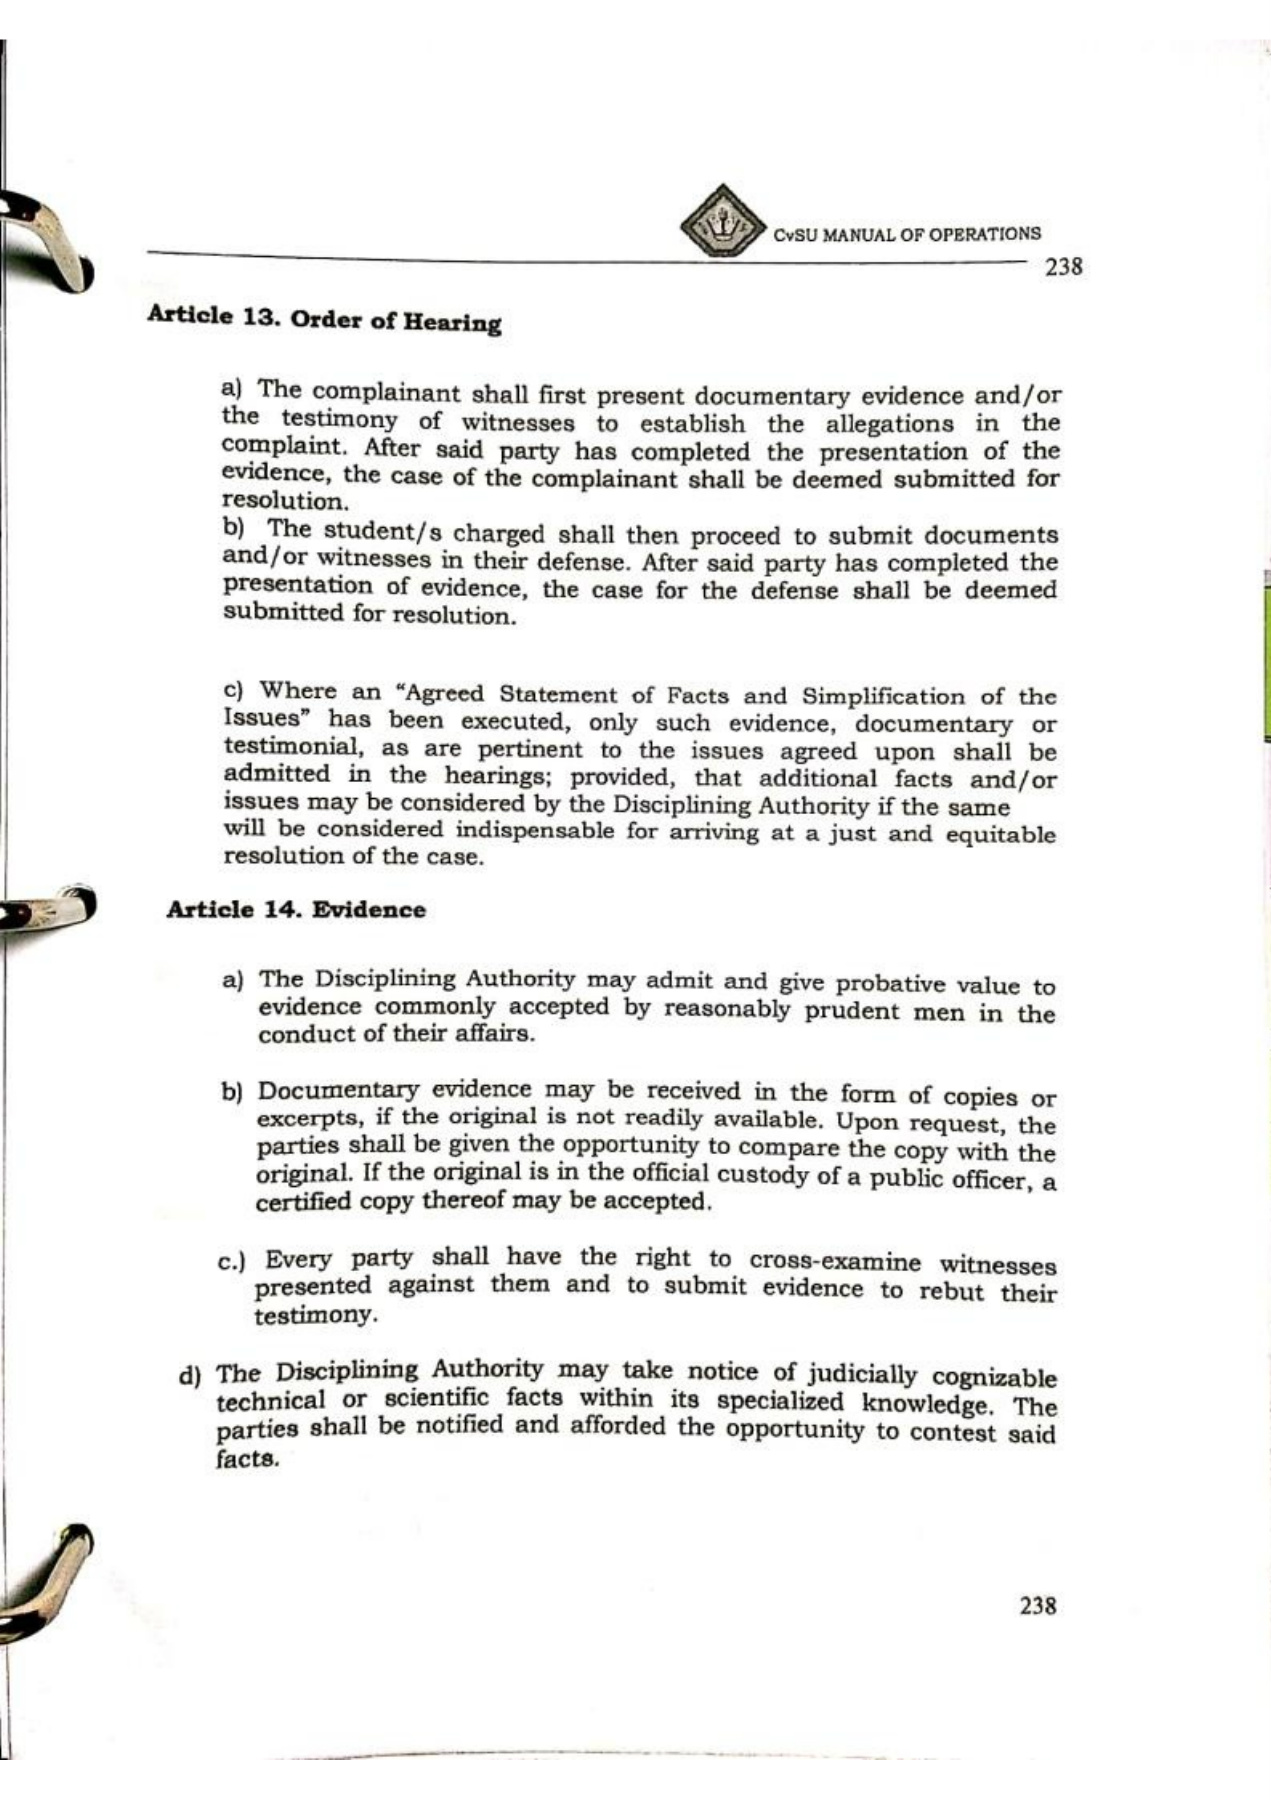 CvSU MANUAL OF OPERATIONS
238
Article 13. Order of Hearing
a) The complainant shall first present documentary evidence and/or
the testimony of witnesses to establish the allegations in the
complaint. After said party has completed the presentation of the
evidence, the case of the complainant shall be deemed submitted for
resolution.
b) The student/s charged shall then proceed to submit documents
and/or witnesses in their defense. After said party has completed the
presentation of evidence, the case for the defense shall be deemed
submitted for resolution.
c) Where an “Agreed Statement of Facts and Simplification of the
Issues” has been executed, only such evidence, documentary or
testimonial, as are pertinent to the issues agreed upon shall be
admitted in the hearings; provided, that additional facts and/or
issues may be considered by the Disciplining Authority if the same
will be considered indispensable for arriving at a just and equitable
resolution of the case.
Article 14. Evidence
a) The Disciplining Authority may admit and give probative value to
evidence commonly accepted by reasonably prudent men in the
conduct of their affairs.
b) Documentary evidence may be received in the form of copies or
excerpts, if the original is not readily available. Upon request, the
parties shall be given the opportunity to compare the copy with the
original. If the original is in the official custody of a public officer, a
certified copy thereof may be accepted.
c.) Every party shall have the right to cross-examine witnesses
presented against them and to submit evidence to rebut their
testimony.
d) The Disciplining Authority may take notice of judicially cognizable
technical or scientific facts within its specialized knowledge. The
parties shall be notified and afforded the opportunity to contest said
facts.
238